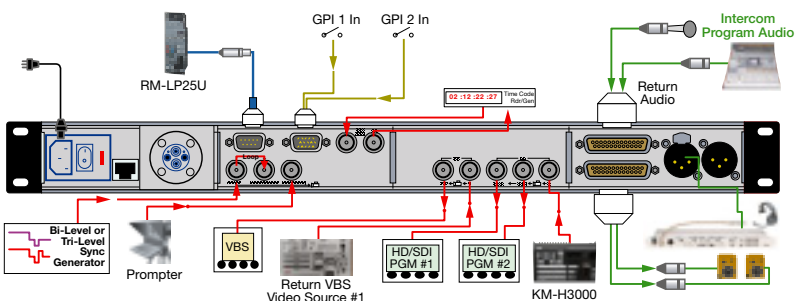 GPI 1 In
GPI 2 In
Intercom
Program Audio
RM-LP25U
02 :12 :22 :27
Time Code
Rdr/Gen
Return
Audio
Loop
Bi-Level or
Tri-Level
Sync
Generator
Prompter
VBS
Return VBS
Video Source #1
HD/SDI
PGM #1
HD/SDI
PGM #2
KM-H3000